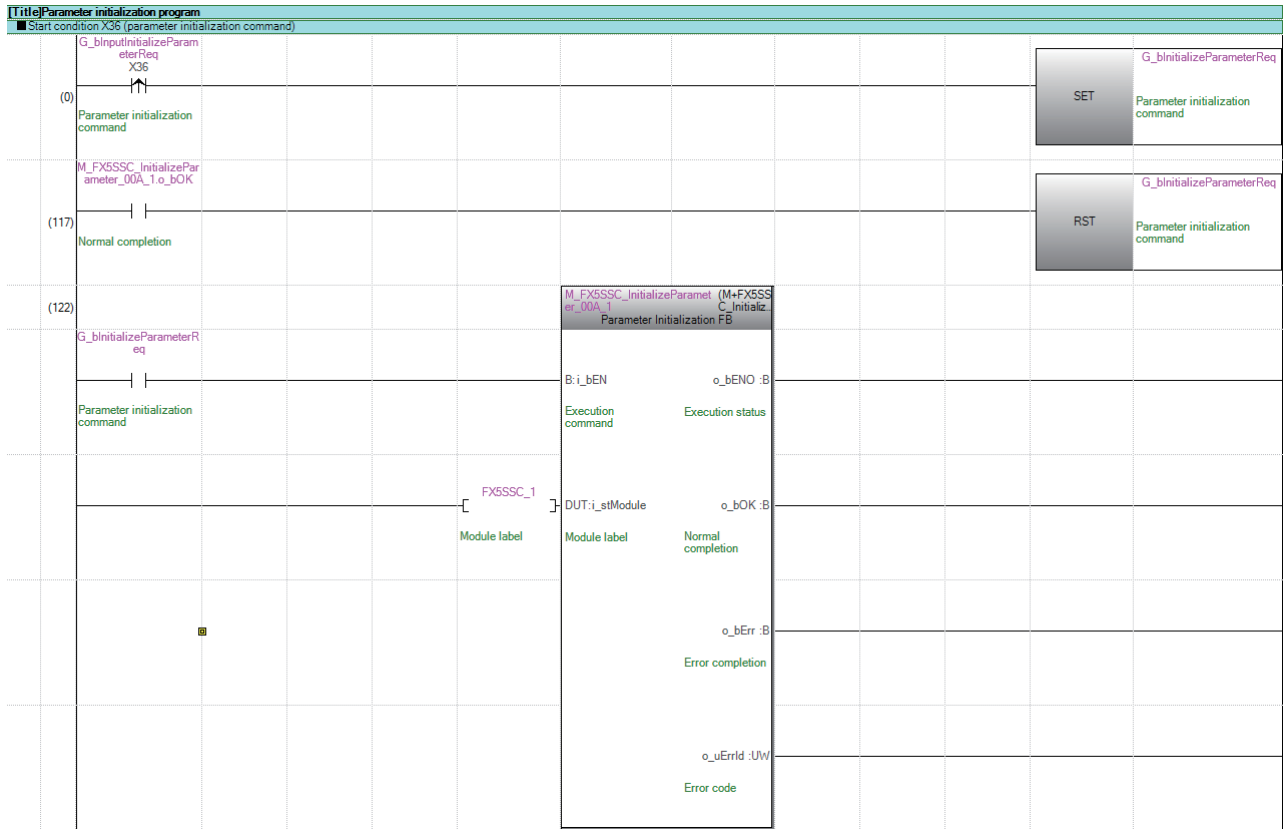 [Title]Parameter initialization program
■Start condition X36 (parameter initialization command)
G_bInputInitializeParam
eterReq
X36
(0)
Parameter initialization
command
SET
G_bInitializeParameterReq
Parameter initialization
command
M_FX5SSC_InitializePar
ameter_00A_1.o_bOK
(117)
Normal completion
RST
G_bInitializeParameterReq
Parameter initialization
command
(122)
M_FX5SSC_InitializeParamet
er_00A_1
(M+FX5SS
C_Initializ...
Parameter Initialization FB
G_bInitializeParameterR
eq
Parameter initialization
command
B:i_bEN
o_bENO :B
Execution
command
Execution status
FX5SSC_1
Module label
DUT:i_stModule
o_bOK :B
Module label
Normal
completion
o_bErr :B
Error completion
o_uErrId :UW
Error code